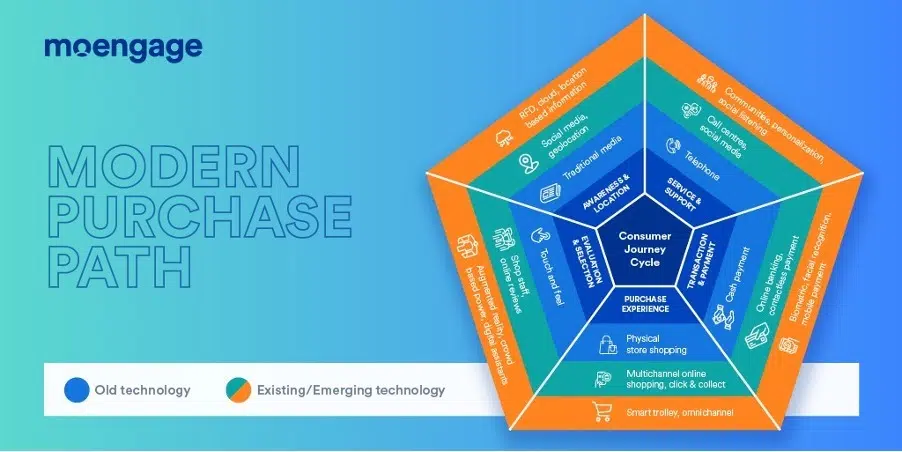 moengage
MODERN
PURCHASE
PATH
Old technology
Existing/Emerging technology
Consumer
Journey
Cycle
AWARENESS &
LOCATION
Traditional media
Social media,
geolocation
RFD, cloud, location
based information
SERVICE &
SUPPORT
Telephone
Call centres,
social media
Communities, personalization,
social listening
TRANSACTION
& PAYMENT
Cash payment
Online banking,
contactless payment
Biometric, facial recognition,
mobile payment
PURCHASE
EXPERIENCE
Physical
store shopping
Multichannel online
shopping, click & collect
Smart trolley, omnichannel
EVALUATION
& SELECTION
Touch and feel
Shop staff,
online reviews
Augmented reality, crowd
based power, digital assistants